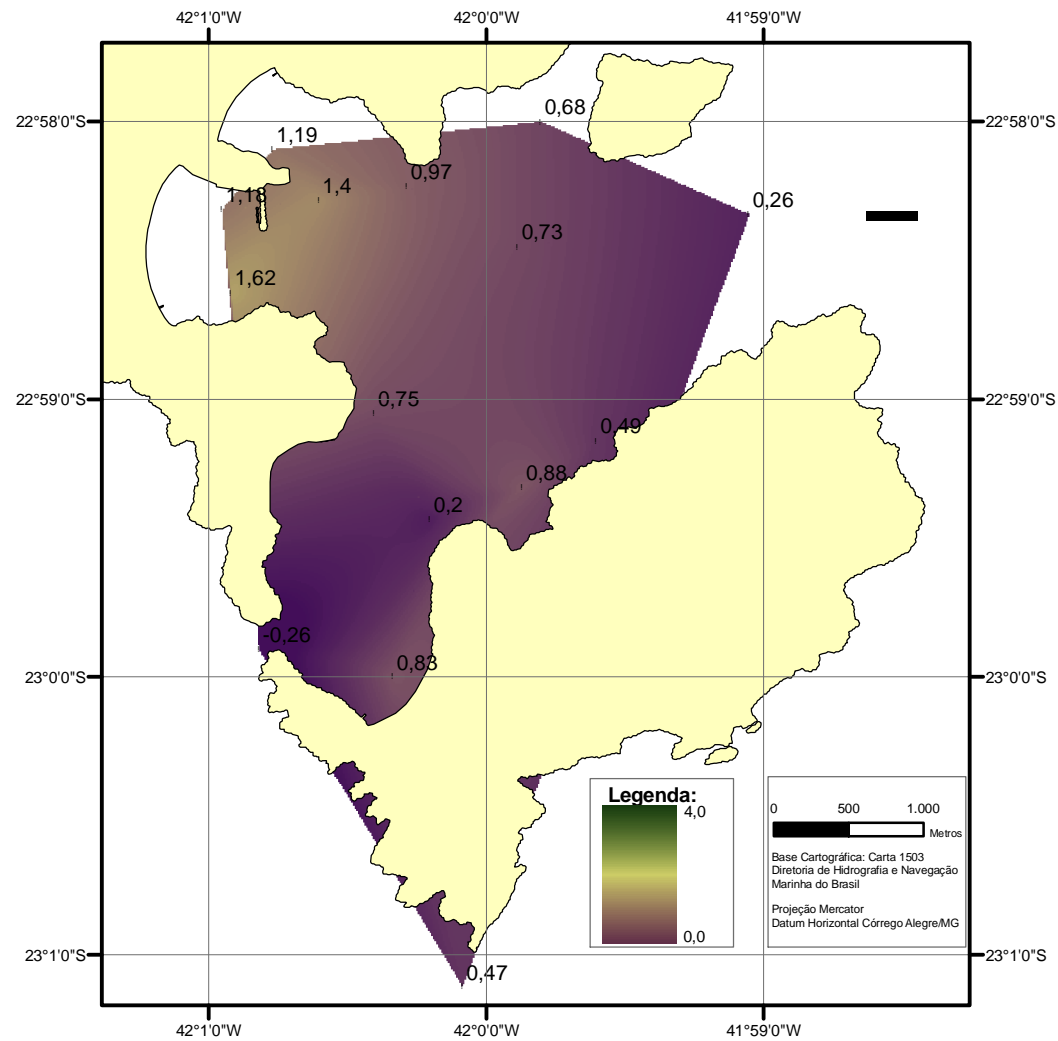 42°1'0"W 42°0'0"W 41°59'0"W
22°58'0"S 22°58'0"S
0,68
1,19
0,97
1,4
1,18
0,26
0,73
1,62
22°59'0"S 22°59'0"S
0,75
0,49
0,88
0,2
-0,26
0,83
23°0'0"S 23°0'0"S
Legenda:
4,0
0,0
0 500 1.000
Metros
Base Cartográfica: Carta 1503
Diretoria de Hidrografia e Navegação
Marinha do Brasil
Projeção Mercator
Datum Horizontal Córrego Alegre/MG
23°1'0"S 23°1'0"S
0,47
42°1'0"W 42°0'0"W 41°59'0"W